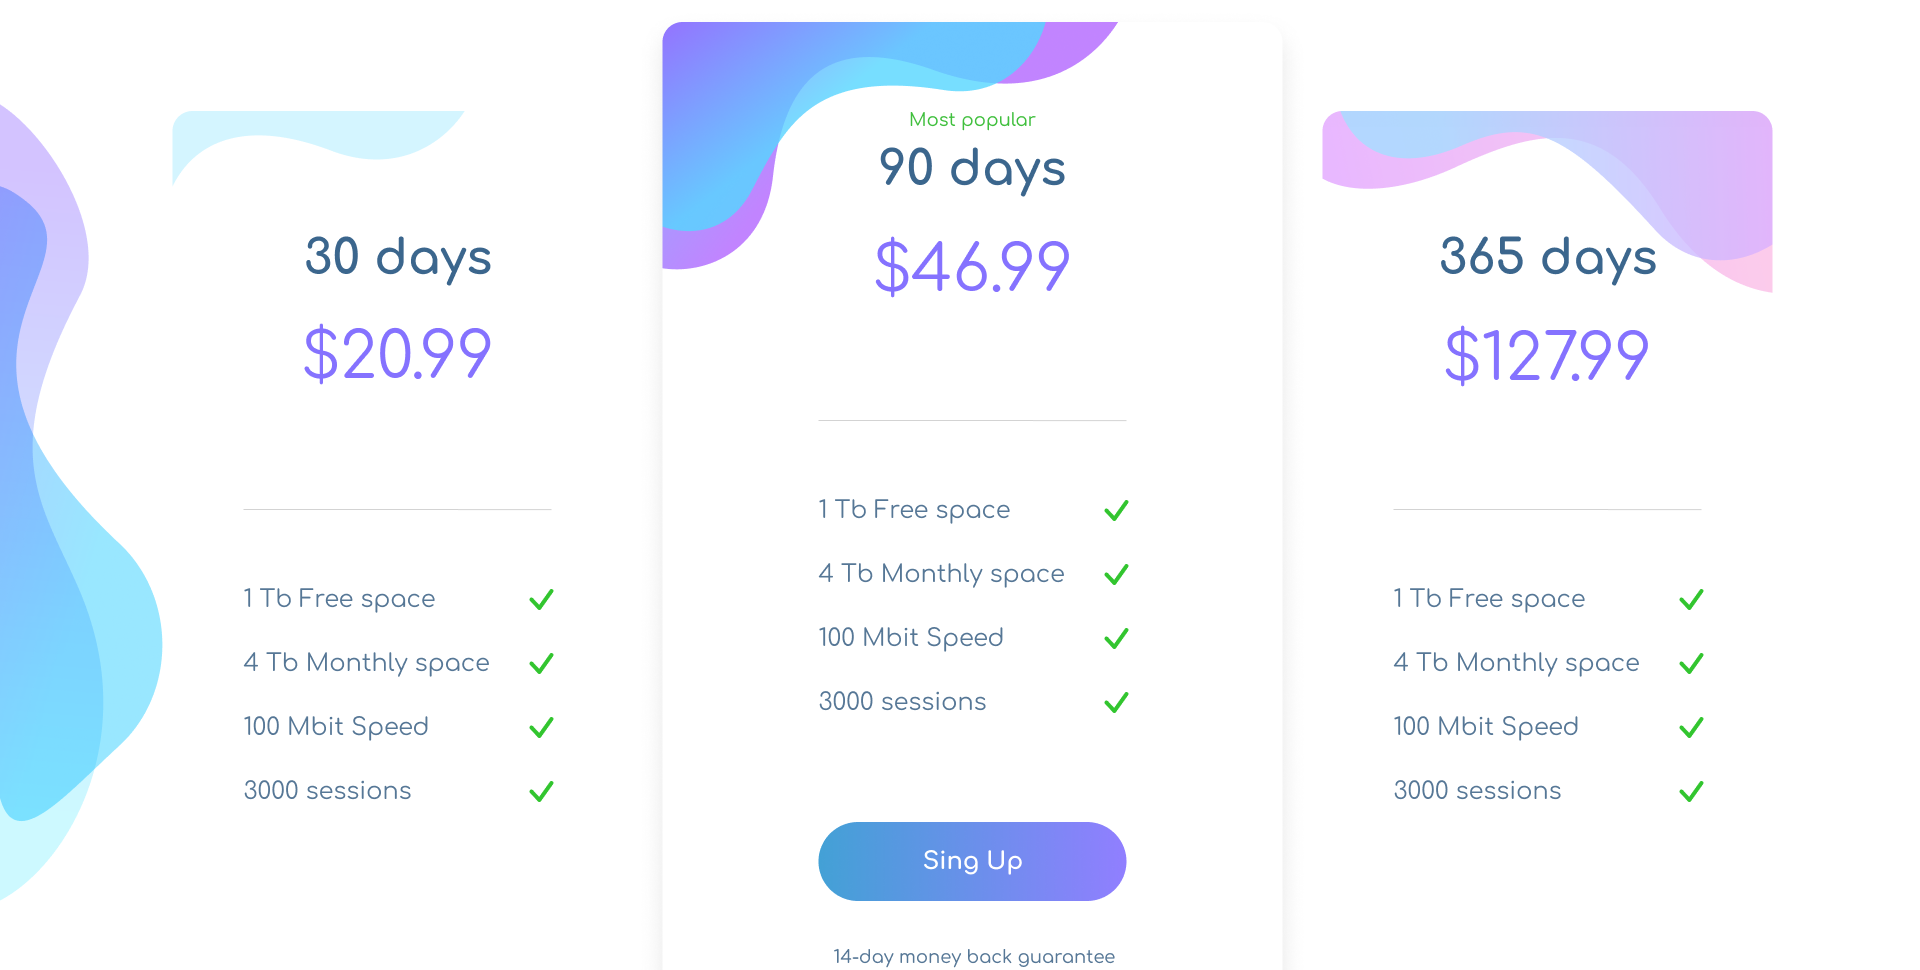 30 days
$20.99
1 Tb Free space
4 Tb Monthly space
100 Mbit Speed
3000 sessions
Most popular
90 days
$46.99
1 Tb Free space
4 Tb Monthly space
100 Mbit Speed
3000 sessions
Sing Up
14-day money back guarantee
365 days
$127.99
1 Tb Free space
4 Tb Monthly space
100 Mbit Speed
3000 sessions